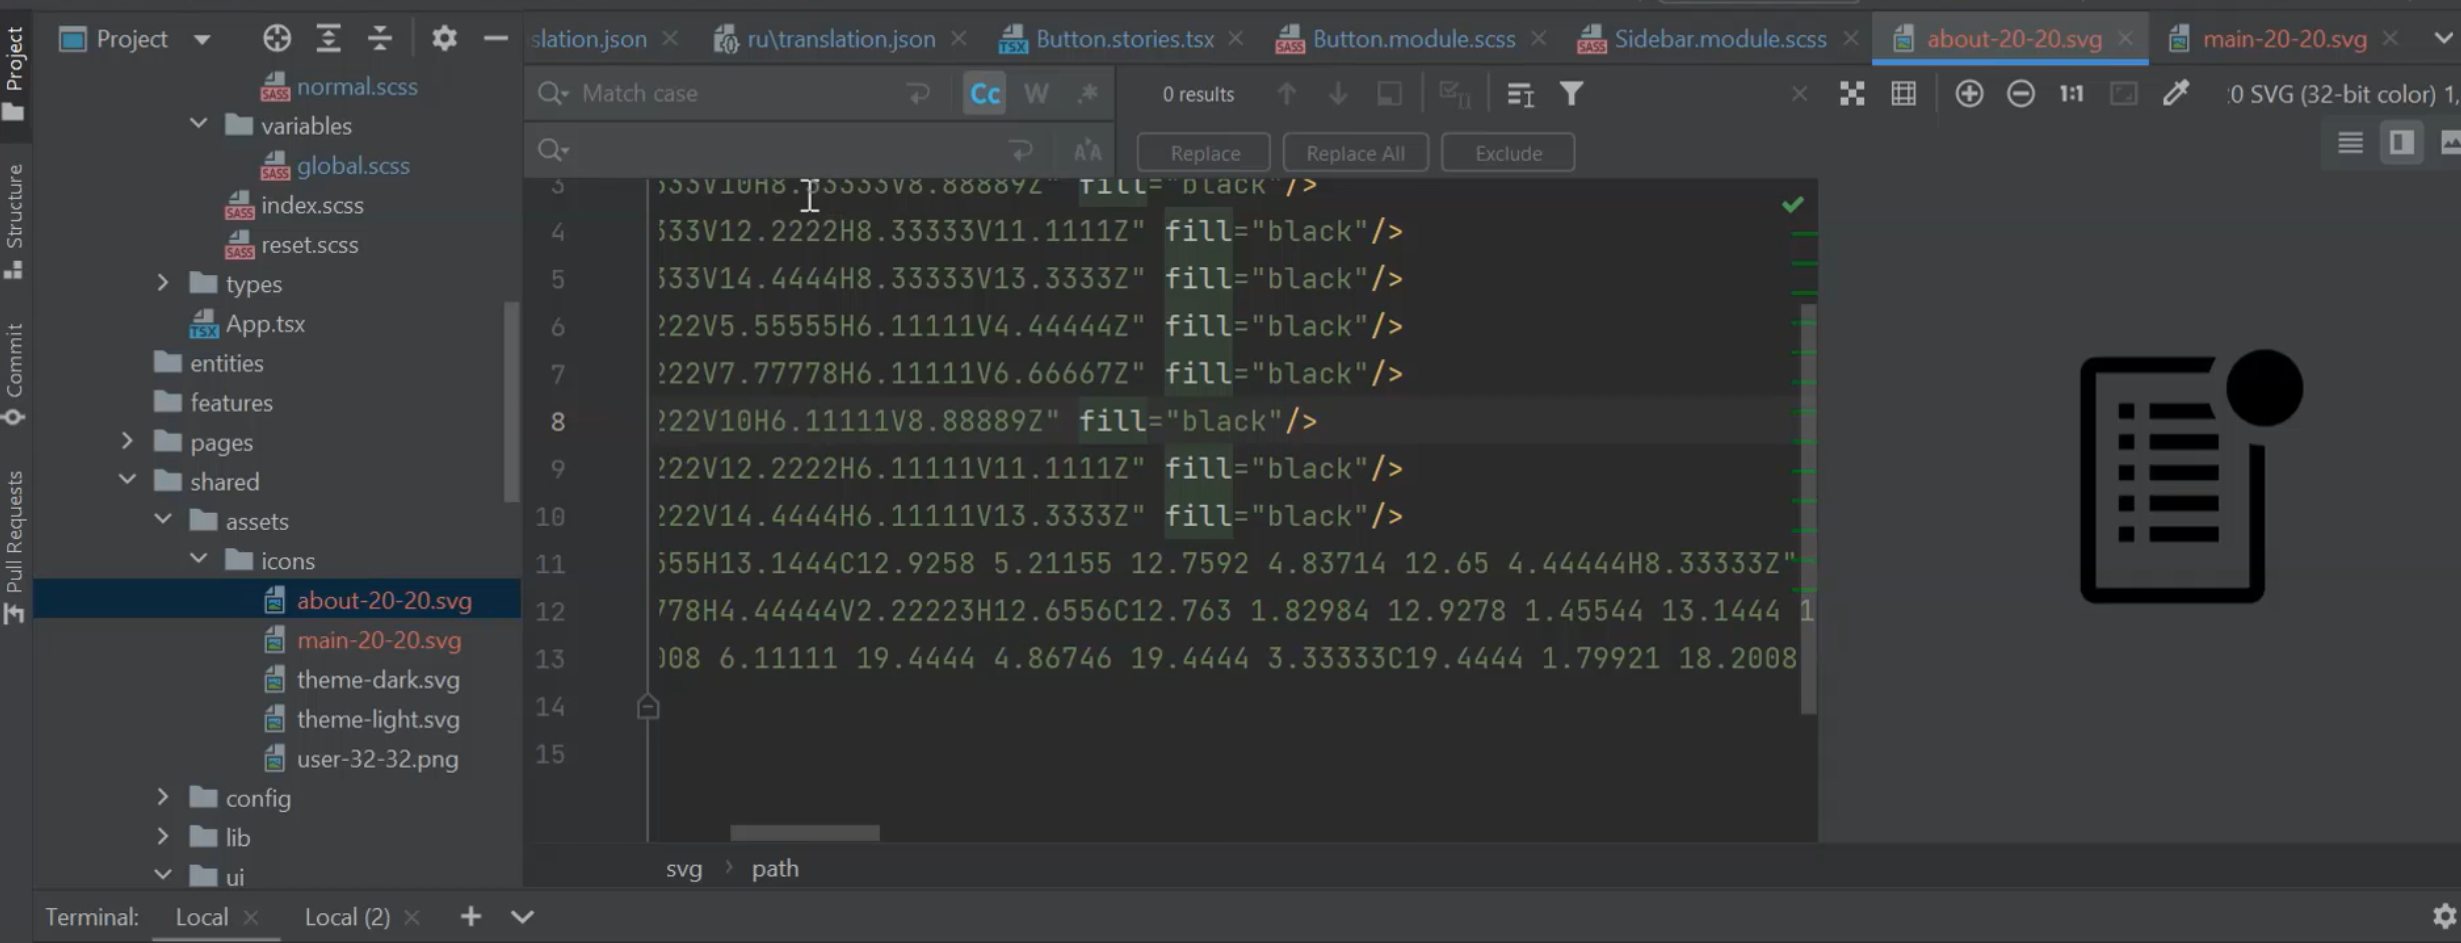 Project
slation.json
ru\translation.json
Button.stories.tsx
Button.module.scss
Sidebar.module.scss
about-20-20.svg
main-20-20.svg
Match case
Cc
W
.*
0 results
1:1
:0 SVG (32-bit color) 1,
Replace
Replace All
Exclude
Project
Structure
Commit
Pull Requests
normal.scss
variables
global.scss
index.scss
reset.scss
types
App.tsx
entities
features
pages
shared
assets
icons
about-20-20.svg
main-20-20.svg
theme-dark.svg
theme-light.svg
user-32-32.png
config
lib
ui
3 333V10H8.33333V8.88889Z" fill="black"/>
4 333V12.2222H8.33333V11.1111Z" fill="black"/>
5 333V14.4444H8.33333V13.3333Z" fill="black"/>
6 222V5.55555H6.11111V4.44444Z" fill="black"/>
7 222V7.77778H6.11111V6.66667Z" fill="black"/>
8 222V10H6.11111V8.88889Z" fill="black"/>
9 222V12.2222H6.11111V11.1111Z" fill="black"/>
10 222V14.4444H6.11111V13.3333Z" fill="black"/>
11 555H13.1444C12.9258 5.21155 12.7592 4.83714 12.65 4.44444H8.33333Z"
12 778H4.44444V2.22223H12.6556C12.763 1.82984 12.9278 1.45544 13.1444 1
13 008 6.11111 19.4444 4.86746 19.4444 3.33333C19.4444 1.79921 18.2008
14
15
svg > path
Terminal: Local Local (2)